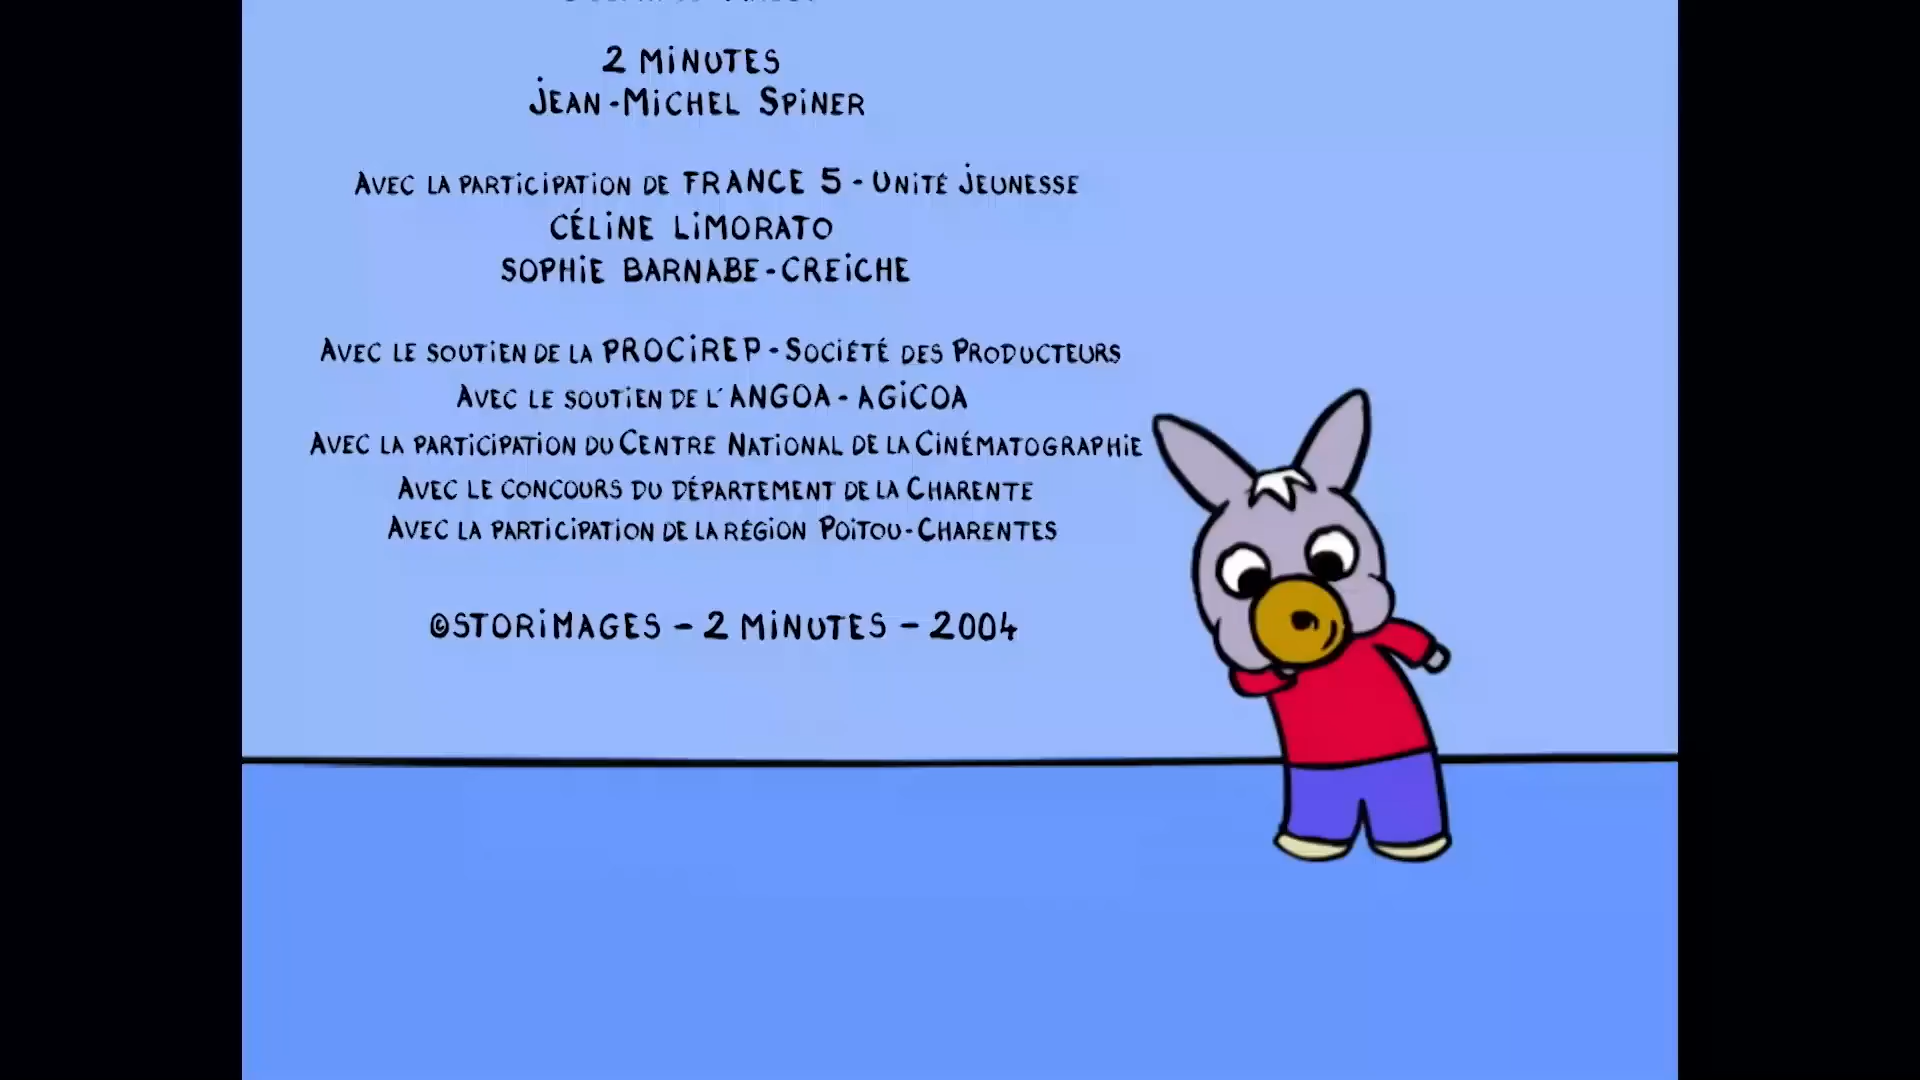 2 MiNUTES
JEAN-MiCHEL SPiNER
AVEC LA PARTiCiPATiON DE FRANCE 5 - UNiTÉ JEUNESSE
CÉLiNE LiMORATO
SOPHiE BARNABE-CREiCHE
AVEC LE SOUTiEN DE LA PROCiREP - SOCiÉTÉ DES PRODUCTEURS
AVEC LE SOUTiEN DE L'ANGOA - AGiCOA
AVEC LA PARTiCiPATiON DU CENTRE NATiONAL DE LA CiNÉMATOGRAPHiE
AVEC LE CONCOURS DU DÉPARTEMENT DE LA CHARENTE
AVEC LA PARTiCiPATiON DE LA RÉGiON POiTOU-CHARENTES
©STORiMAGES - 2 MiNUTES - 2004